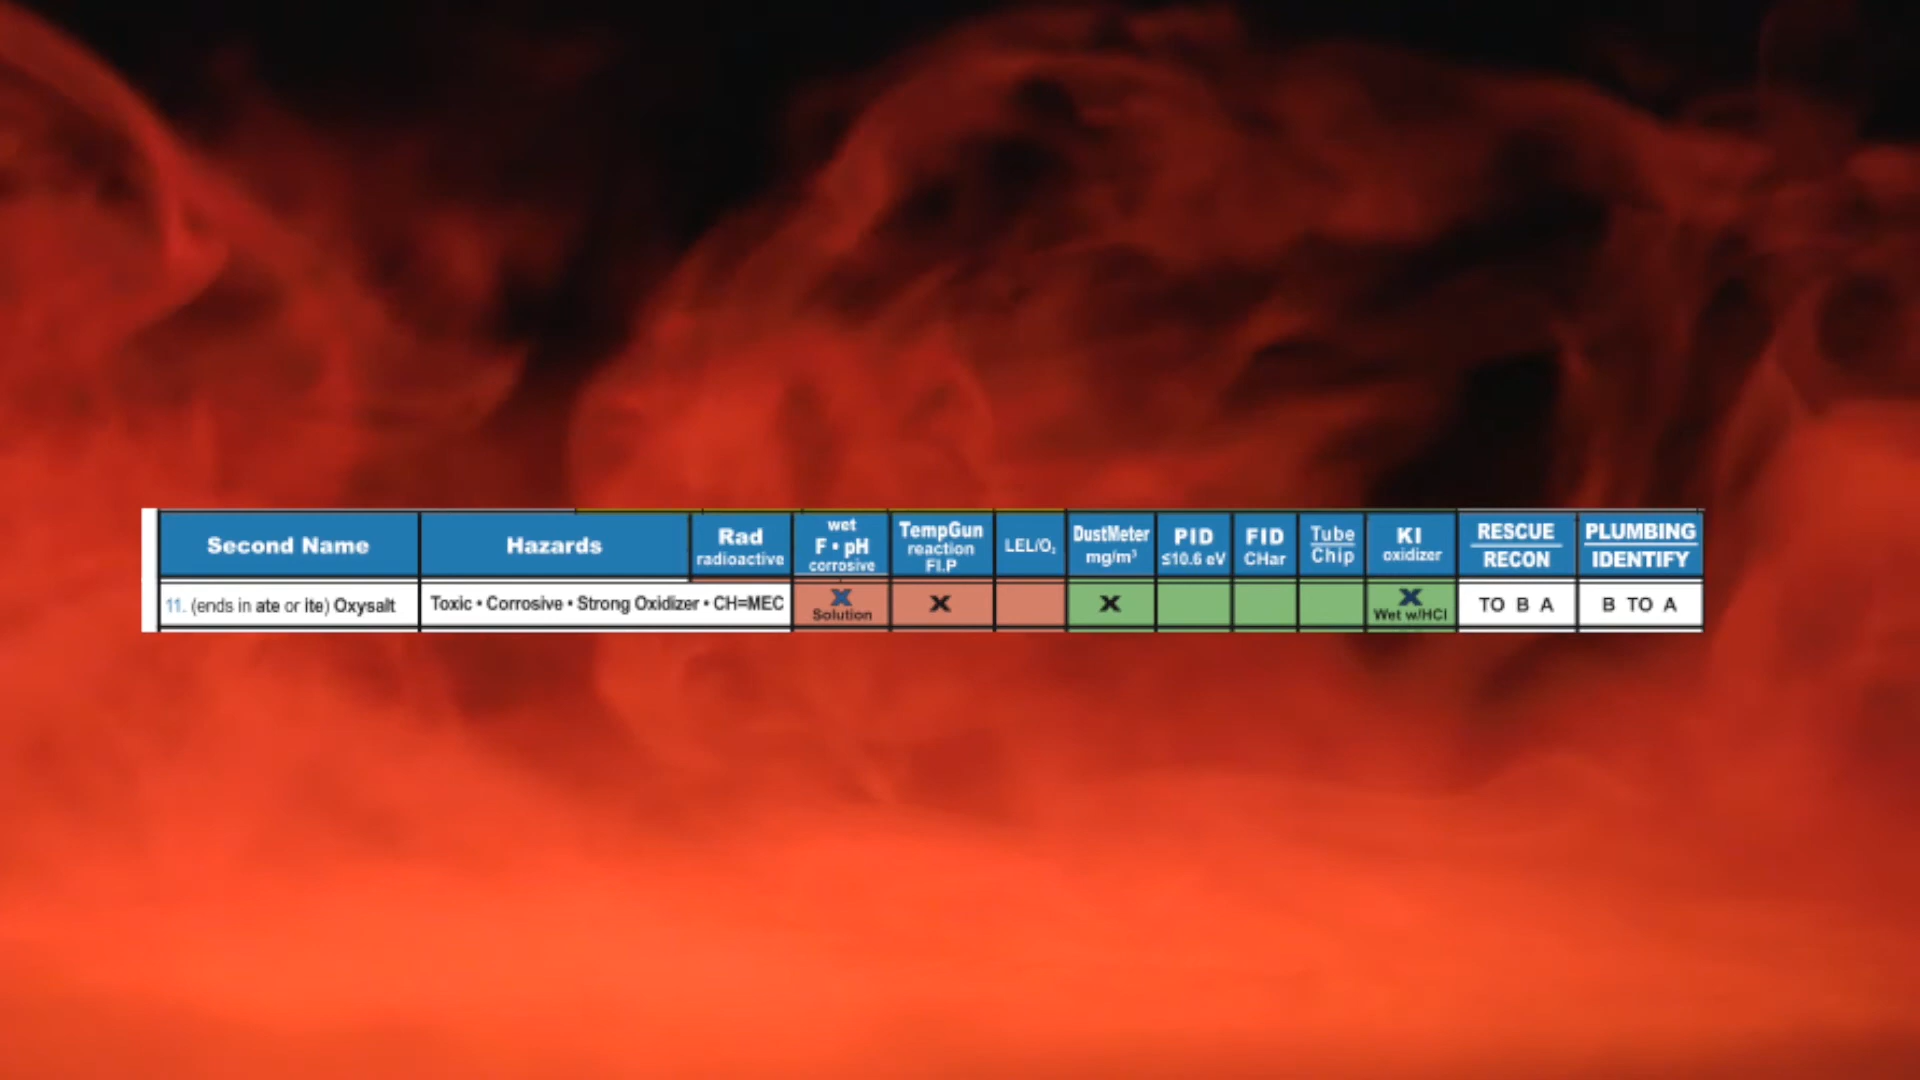 Second Name
Hazards
Rad
radioactive
wet
F • pH
corrosive
TempGun
reaction
Fl.P
LEL/O₂
DustMeter
mg/m³
PID
≤10.6 eV
FID
CHar
Tube
Chip
KI
oxidizer
RESCUE
RECON
PLUMBING
IDENTIFY
11. (ends in ate or ite) Oxysalt
Toxic • Corrosive • Strong Oxidizer • CH=MEC
X
Solution
X
X
X
Wet w/HCl
TO B A
B TO A